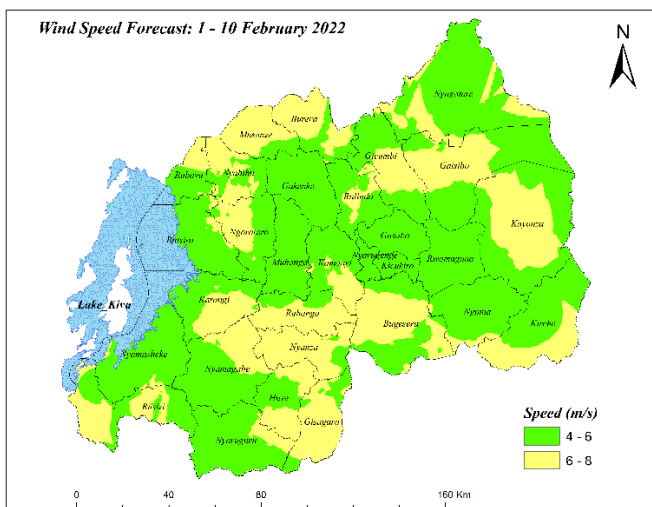 Wind Speed Forecast: 1 - 10 February 2022
N
Nyagatare
Burera
Musanze
Gicumbi
Gatsibo
Nyabihu
Rubavu
Gakenke
Rulindo
Kayonza
Ngororero
Gasabo
Rutsiro
Nyarugenge
Muhanga
Kamonyi
Rwamagana
Kicukiro
Karongi
Lake_Kivu
Ruhango
Bugesera
Ngoma
Kirehe
Nyanza
Nyamasheke
Nyamagabe
Huye
Rusizi
Gisagara
Nyaruguru
Speed (m/s)
4 - 6
6 - 8
0 40 80 160 Km